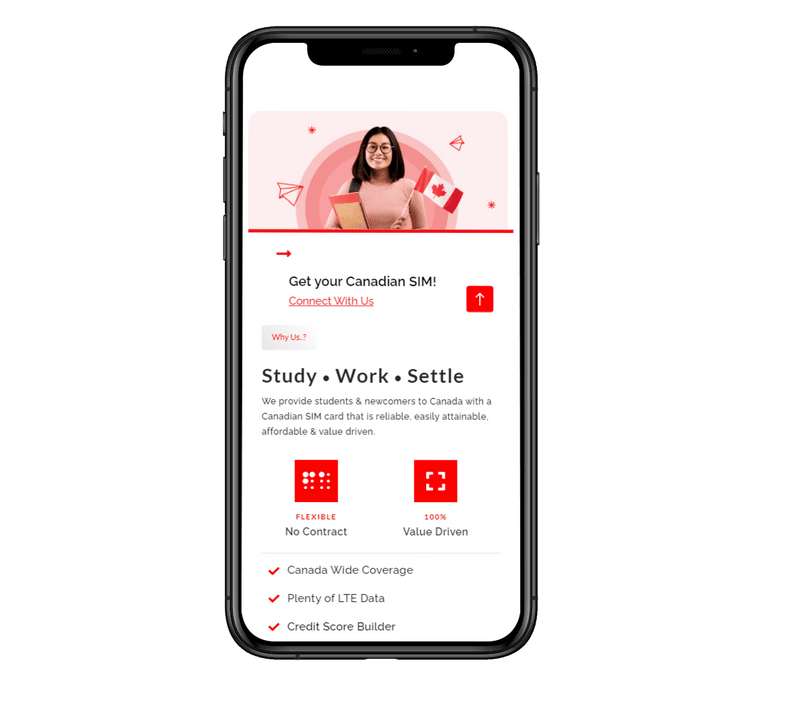 Get your Canadian SIM!
Connect With Us
Why Us..?
Study • Work • Settle
We provide students & newcomers to Canada with a
Canadian SIM card that is reliable, easily attainable,
affordable & value driven.
FLEXIBLE
No Contract
100%
Value Driven
Canada Wide Coverage
Plenty of LTE Data
Credit Score Builder